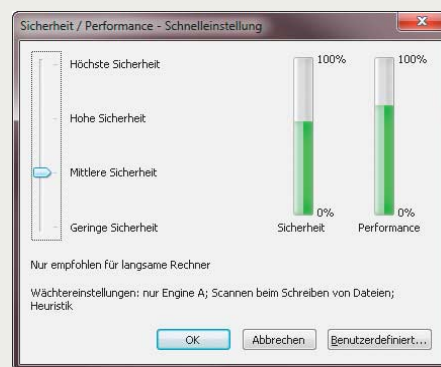 Sicherheit / Performance - Schnelleinstellung
Höchste Sicherheit
Hohe Sicherheit
Mittlere Sicherheit
Geringe Sicherheit
100%
100%
0%
0%
Sicherheit
Performance
Nur empfohlen für langsame Rechner
Wächtereinstellungen: nur Engine A; Scannen beim Schreiben von Dateien;
Heuristik
OK
Abbrechen
Benutzerdefiniert...